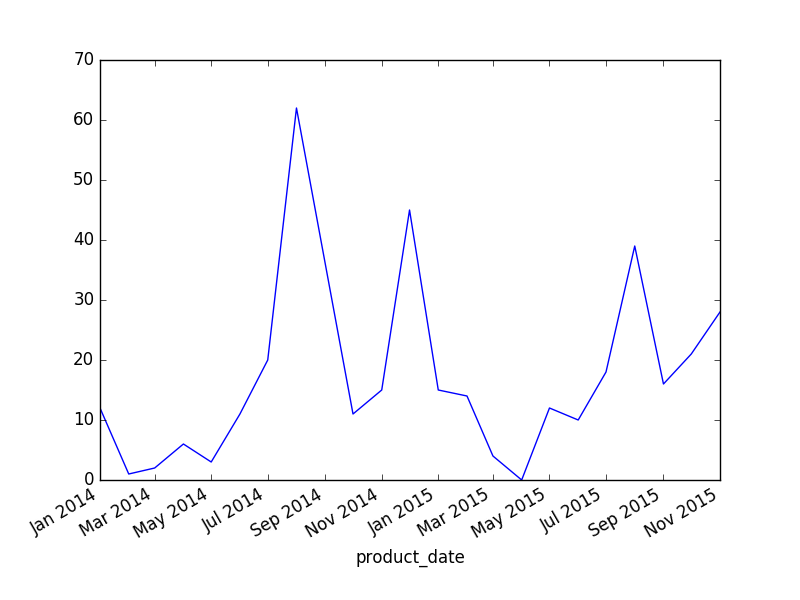 70
60
50
40
30
20
10
0
Jan 2014
Mar 2014
May 2014
Jul 2014
Sep 2014
Nov 2014
Jan 2015
Mar 2015
May 2015
Jul 2015
Sep 2015
Nov 2015
product_date